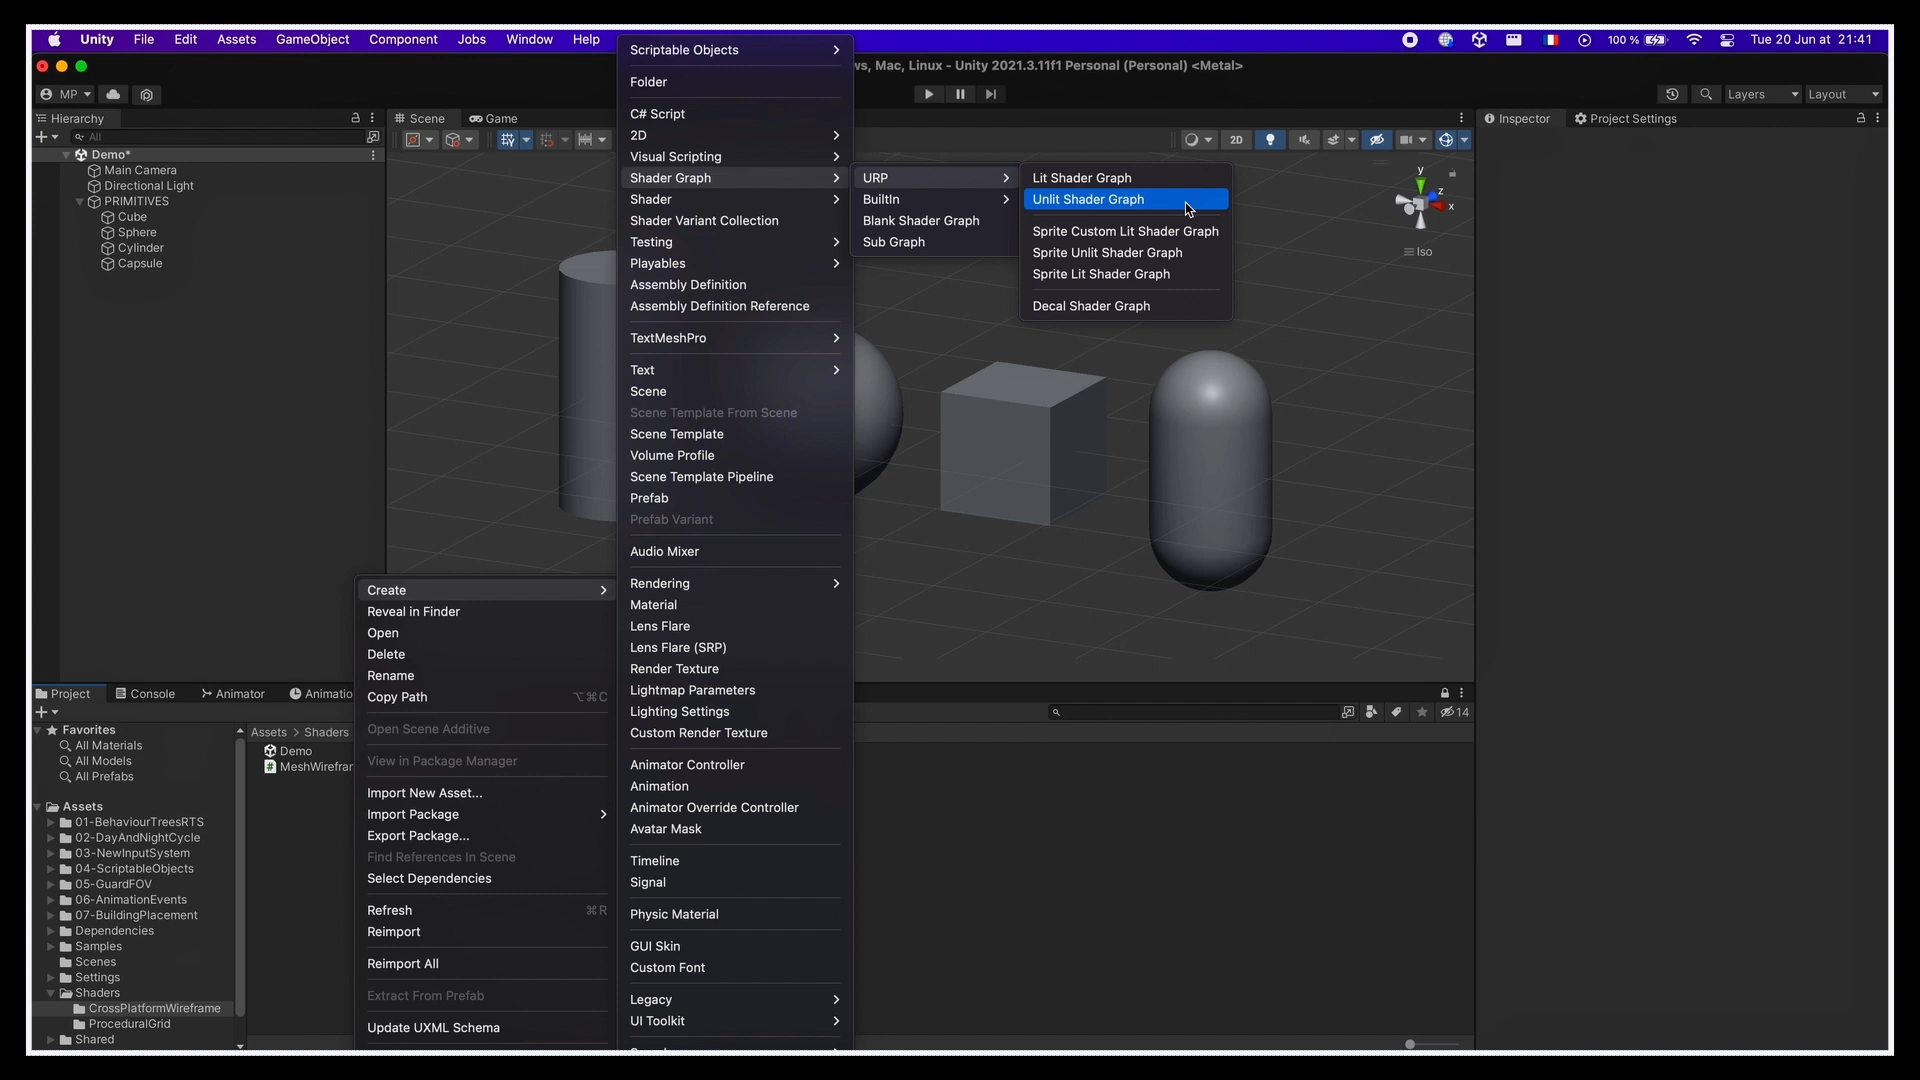 Unity File Edit Assets GameObject Component Jobs Window Help
100 % Tue 20 Jun at 21:41
ws, Mac, Linux - Unity 2021.3.11f1 Personal (Personal) <Metal>
MP
Layers Layout
Hierarchy
All
Demo*
Main Camera
Directional Light
PRIMITIVES
Cube
Sphere
Cylinder
Capsule
Scene Game
2D
y
z
x
Iso
Inspector Project Settings
Scriptable Objects
Folder
C# Script
2D
Visual Scripting
Shader Graph
Shader
Shader Variant Collection
Testing
Playables
Assembly Definition
Assembly Definition Reference
TextMeshPro
Text
Scene
Scene Template From Scene
Scene Template
Volume Profile
Scene Template Pipeline
Prefab
Prefab Variant
Audio Mixer
Rendering
Material
Lens Flare
Lens Flare (SRP)
Render Texture
Lightmap Parameters
Lighting Settings
Custom Render Texture
Animator Controller
Animation
Animator Override Controller
Avatar Mask
Timeline
Signal
Physic Material
GUI Skin
Custom Font
Legacy
UI Toolkit
URP
BuiltIn
Blank Shader Graph
Sub Graph
Lit Shader Graph
Unlit Shader Graph
Sprite Custom Lit Shader Graph
Sprite Unlit Shader Graph
Sprite Lit Shader Graph
Decal Shader Graph
Create
Reveal in Finder
Open
Delete
Rename
Copy Path ⌥⌘C
Open Scene Additive
View in Package Manager
Import New Asset...
Import Package
Export Package...
Find References In Scene
Select Dependencies
Refresh ⌘R
Reimport
Reimport All
Extract From Prefab
Update UXML Schema
Project Console Animator Animatio
14
Favorites
All Materials
All Models
All Prefabs
Assets
01-BehaviourTreesRTS
02-DayAndNightCycle
03-NewInputSystem
04-ScriptableObjects
05-GuardFOV
06-AnimationEvents
07-BuildingPlacement
Dependencies
Samples
Scenes
Settings
Shaders
CrossPlatformWireframe
ProceduralGrid
Shared
Assets > Shaders
Demo
MeshWirefrar